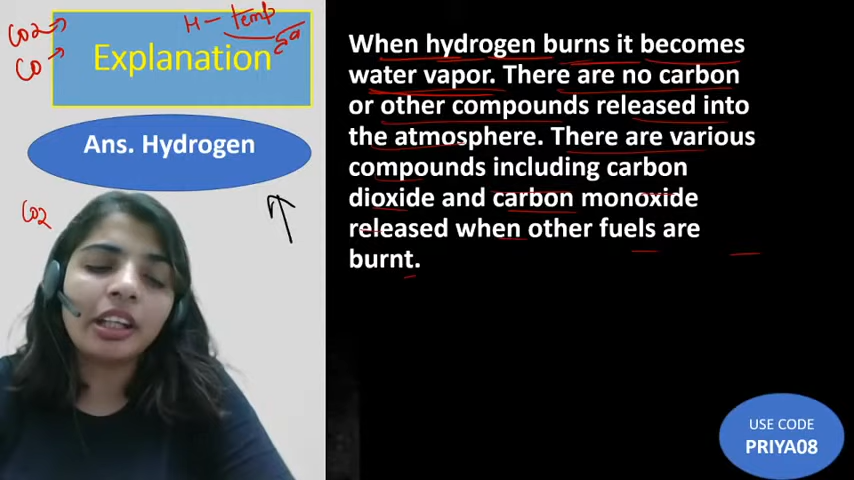 CO2
CO
H - temp
Explanation
Ans. Hydrogen
CO2
When hydrogen burns it becomes
water vapor. There are no carbon
or other compounds released into
the atmosphere. There are various
compounds including carbon
dioxide and carbon monoxide
released when other fuels are
burnt.
USE CODE
PRIYA08